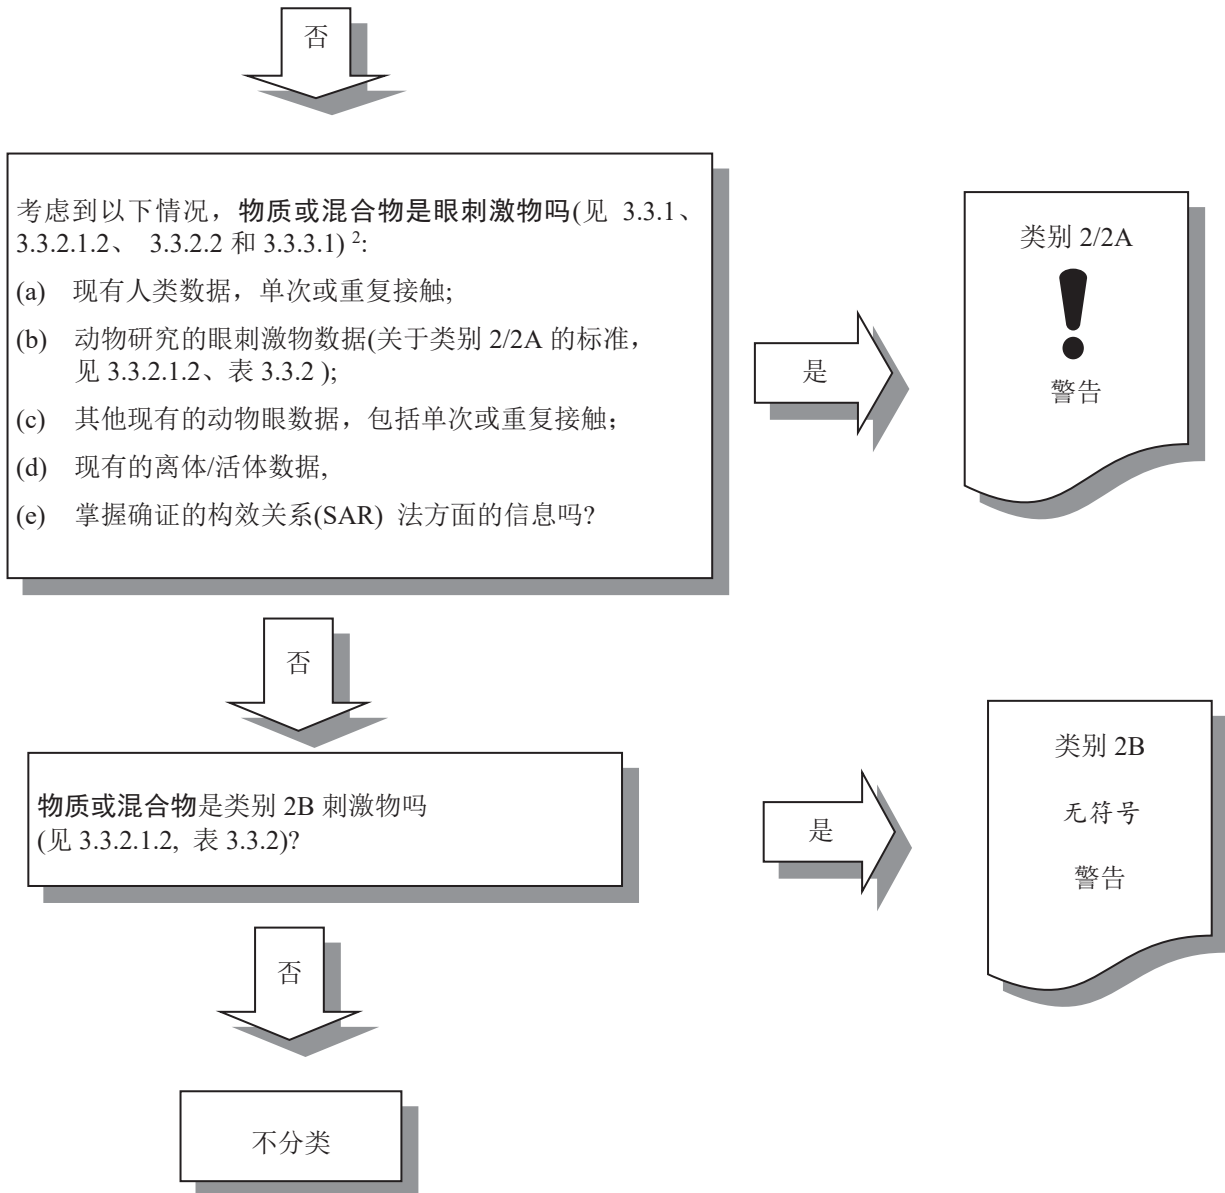 否
考虑到以下情况，物质或混合物是眼刺激物吗(见 3.3.1、
3.3.2.1.2、 3.3.2.2 和 3.3.3.1) 2:
(a) 现有人类数据，单次或重复接触;
(b) 动物研究的眼刺激物数据(关于类别 2/2A 的标准，
见 3.3.2.1.2、表 3.3.2 );
(c) 其他现有的动物眼数据，包括单次或重复接触；
(d) 现有的离体/活体数据,
(e) 掌握确证的构效关系(SAR) 法方面的信息吗?
是
类别 2/2A
警告
否
物质或混合物是类别 2B 刺激物吗
(见 3.3.2.1.2, 表 3.3.2)?
是
类别 2B
无符号
警告
否
不分类